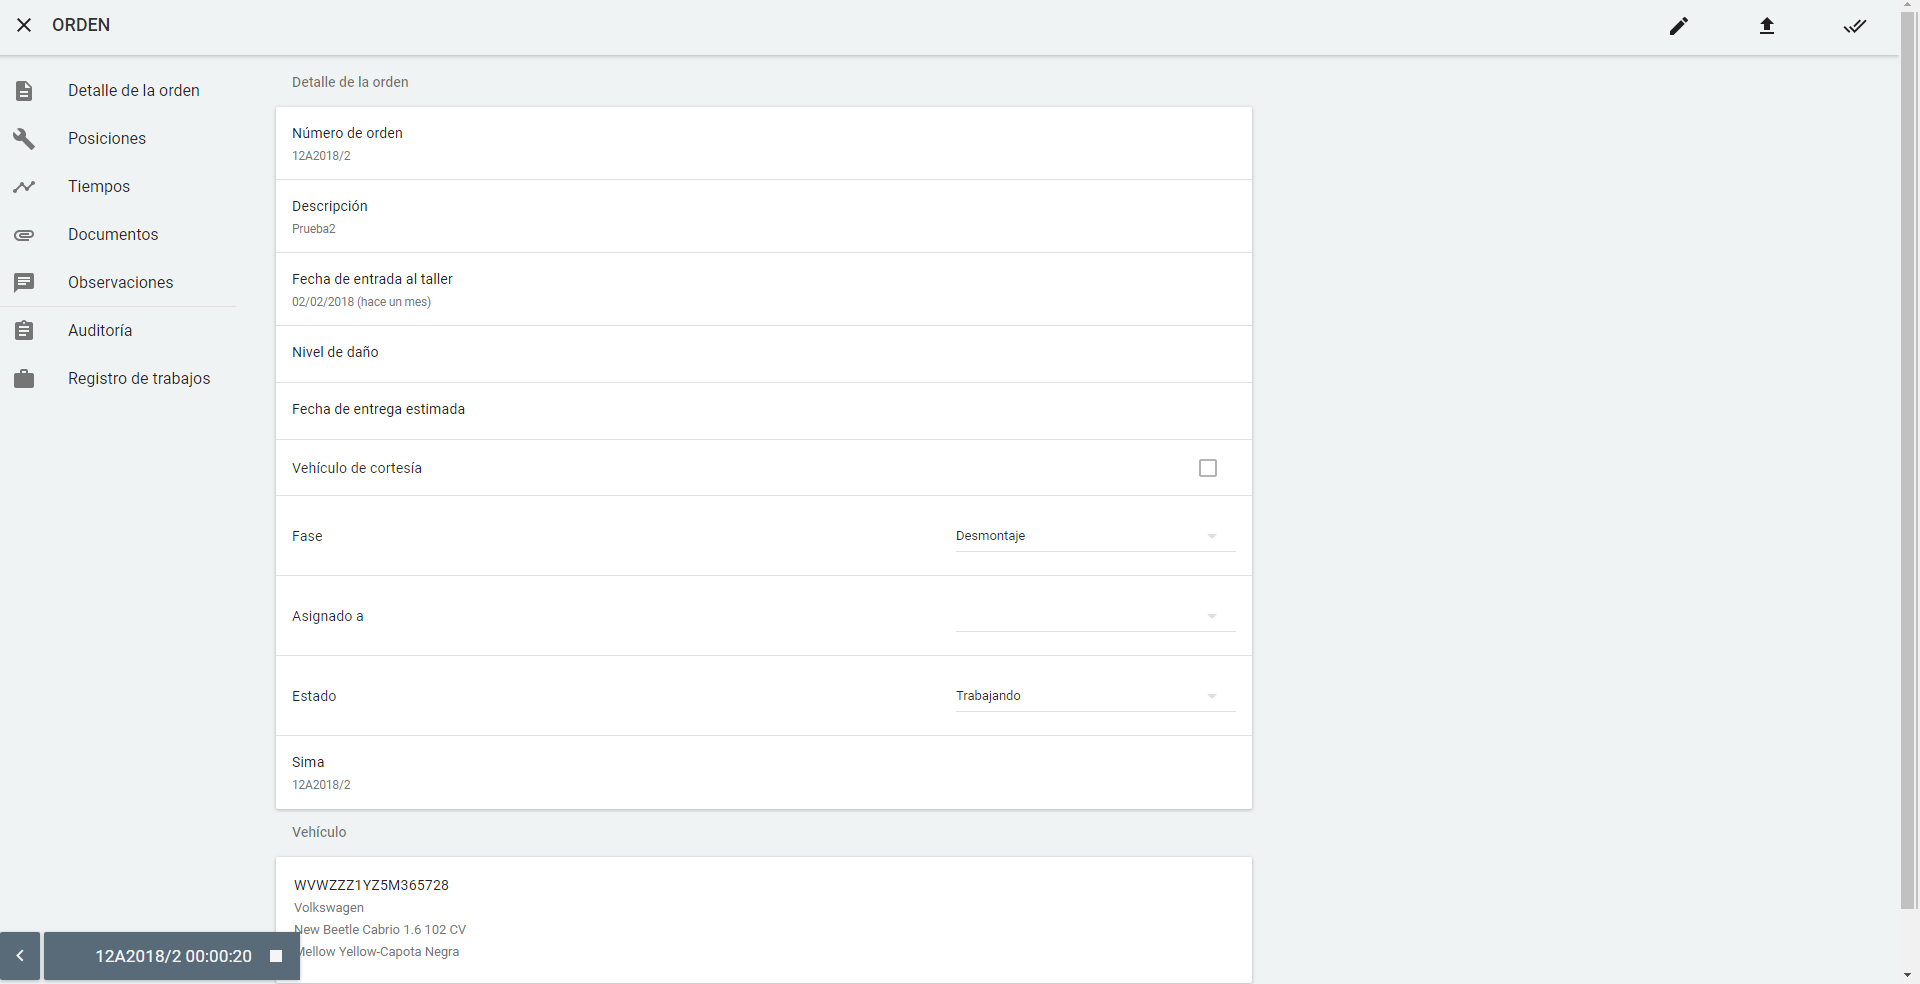 ORDEN
Detalle de la orden
Posiciones
Tiempos
Documentos
Observaciones
Auditoría
Registro de trabajos
Detalle de la orden
Número de orden
12A2018/2
Descripción
Prueba2
Fecha de entrada al taller
02/02/2018 (hace un mes)
Nivel de daño
Fecha de entrega estimada
Vehículo de cortesía
Fase Desmontaje
Asignado a
Estado Trabajando
Sima
12A2018/2
Vehículo
WVWZZZ1YZ5M365728
Volkswagen
New Beetle Cabrio 1.6 102 CV
Mellow Yellow-Capota Negra
12A2018/2 00:00:20